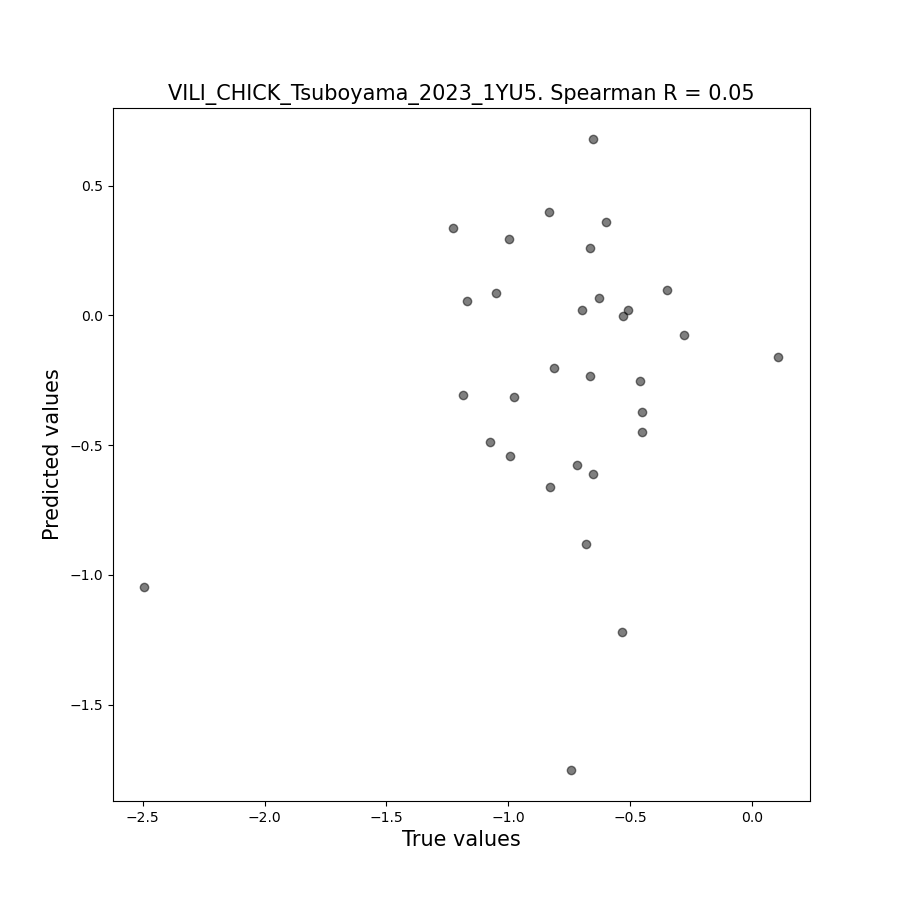 VILI_CHICK_Tsuboyama_2023_1YU5. Spearman R = 0.05
0.5
0.0
−0.5
−1.0
−1.5
Predicted values
−2.5 −2.0 −1.5 −1.0 −0.5 0.0
True values